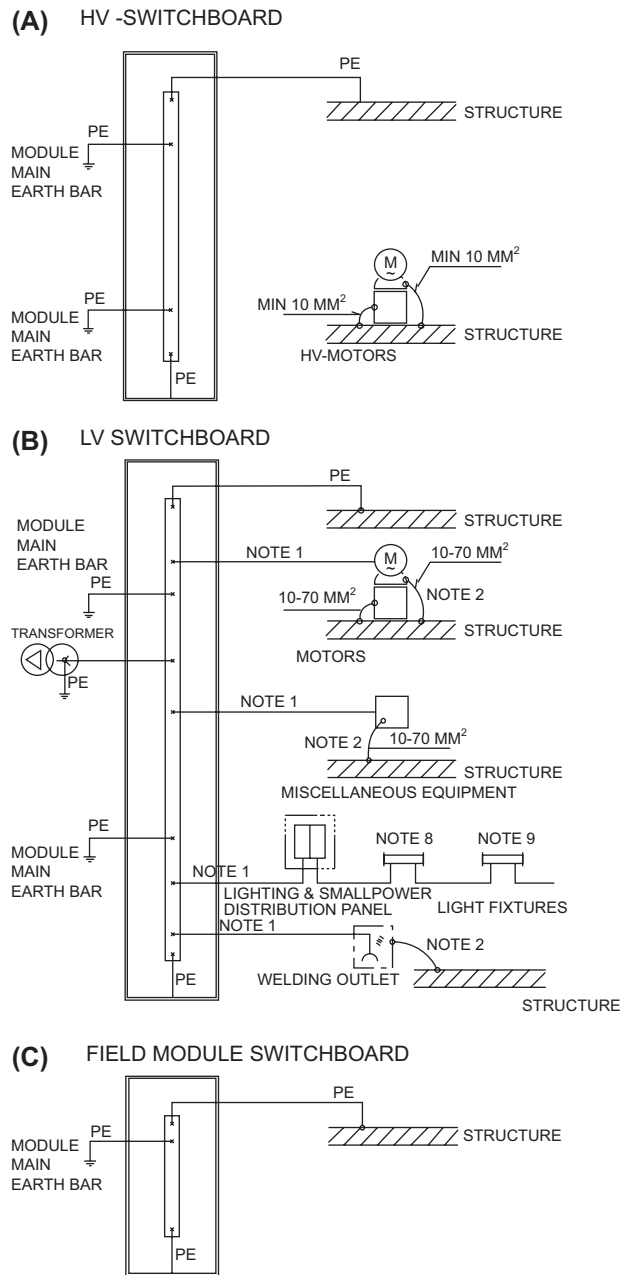 (A) HV -SWITCHBOARD
PE
STRUCTURE
PE
MODULE
MAIN
EARTH BAR
M
~
MIN 10 MM²
PE
MIN 10 MM²
MODULE
MAIN
EARTH BAR
STRUCTURE
HV-MOTORS
PE
(B) LV SWITCHBOARD
PE
STRUCTURE
MODULE
MAIN
EARTH BAR
NOTE 1
M
~
10-70 MM²
PE
10-70 MM²
NOTE 2
TRANSFORMER
STRUCTURE
MOTORS
PE
NOTE 1
NOTE 2
10-70 MM²
STRUCTURE
MISCELLANEOUS EQUIPMENT
PE
NOTE 8
NOTE 9
MODULE
MAIN
EARTH BAR
NOTE 1
LIGHTING & SMALLPOWER
DISTRIBUTION PANEL
LIGHT FIXTURES
NOTE 1
NOTE 2
PE
WELDING OUTLET
STRUCTURE
(C) FIELD MODULE SWITCHBOARD
PE
PE
STRUCTURE
MODULE
MAIN
EARTH BAR
PE